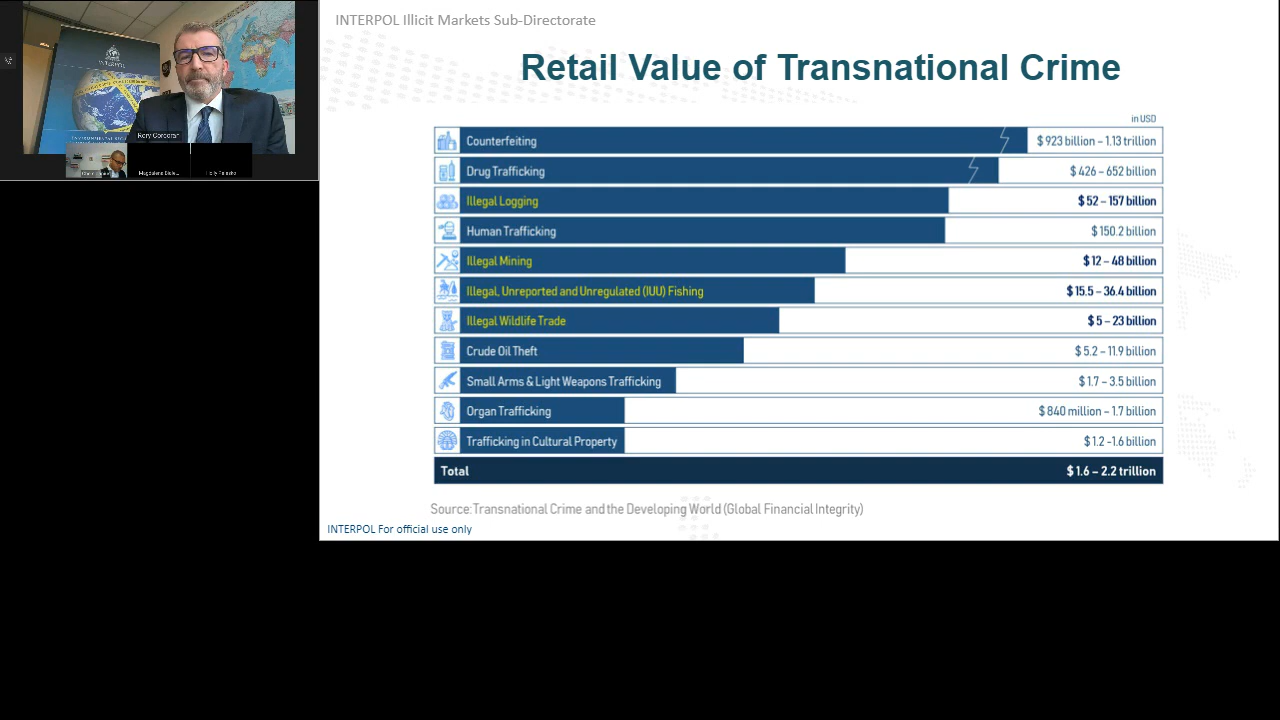 INTERPOL Illicit Markets Sub-Directorate
Retail Value of Transnational Crime
in USD
Counterfeiting $ 923 billion – 1.13 trillion
Drug Trafficking $ 426 – 652 billion
Illegal Logging $ 52 – 157 billion
Human Trafficking $ 150.2 billion
Illegal Mining $ 12 – 48 billion
Illegal, Unreported and Unregulated (IUU) Fishing $ 15.5 – 36.4 billion
Illegal Wildlife Trade $ 5 – 23 billion
Crude Oil Theft $ 5.2 – 11.9 billion
Small Arms & Light Weapons Trafficking $ 1.7 – 3.5 billion
Organ Trafficking $ 840 million – 1.7 billion
Trafficking in Cultural Property $ 1.2 -1.6 billion
Total $ 1.6 – 2.2 trillion
Source: Transnational Crime and the Developing World (Global Financial Integrity)
INTERPOL For official use only
INTERPOL
Rory Corcoran